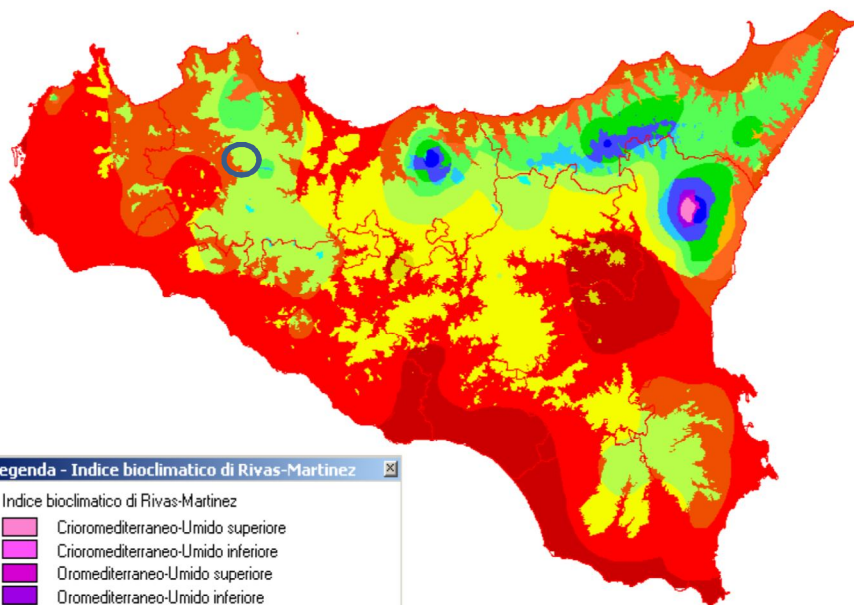 egenda - Indice bioclimatico di Rivas-Martinez
Indice bioclimatico di Rivas-Martinez
Crioromediterraneo-Umido superiore
Crioromediterraneo-Umido inferiore
Oromediterraneo-Umido superiore
Oromediterraneo-Umido inferiore